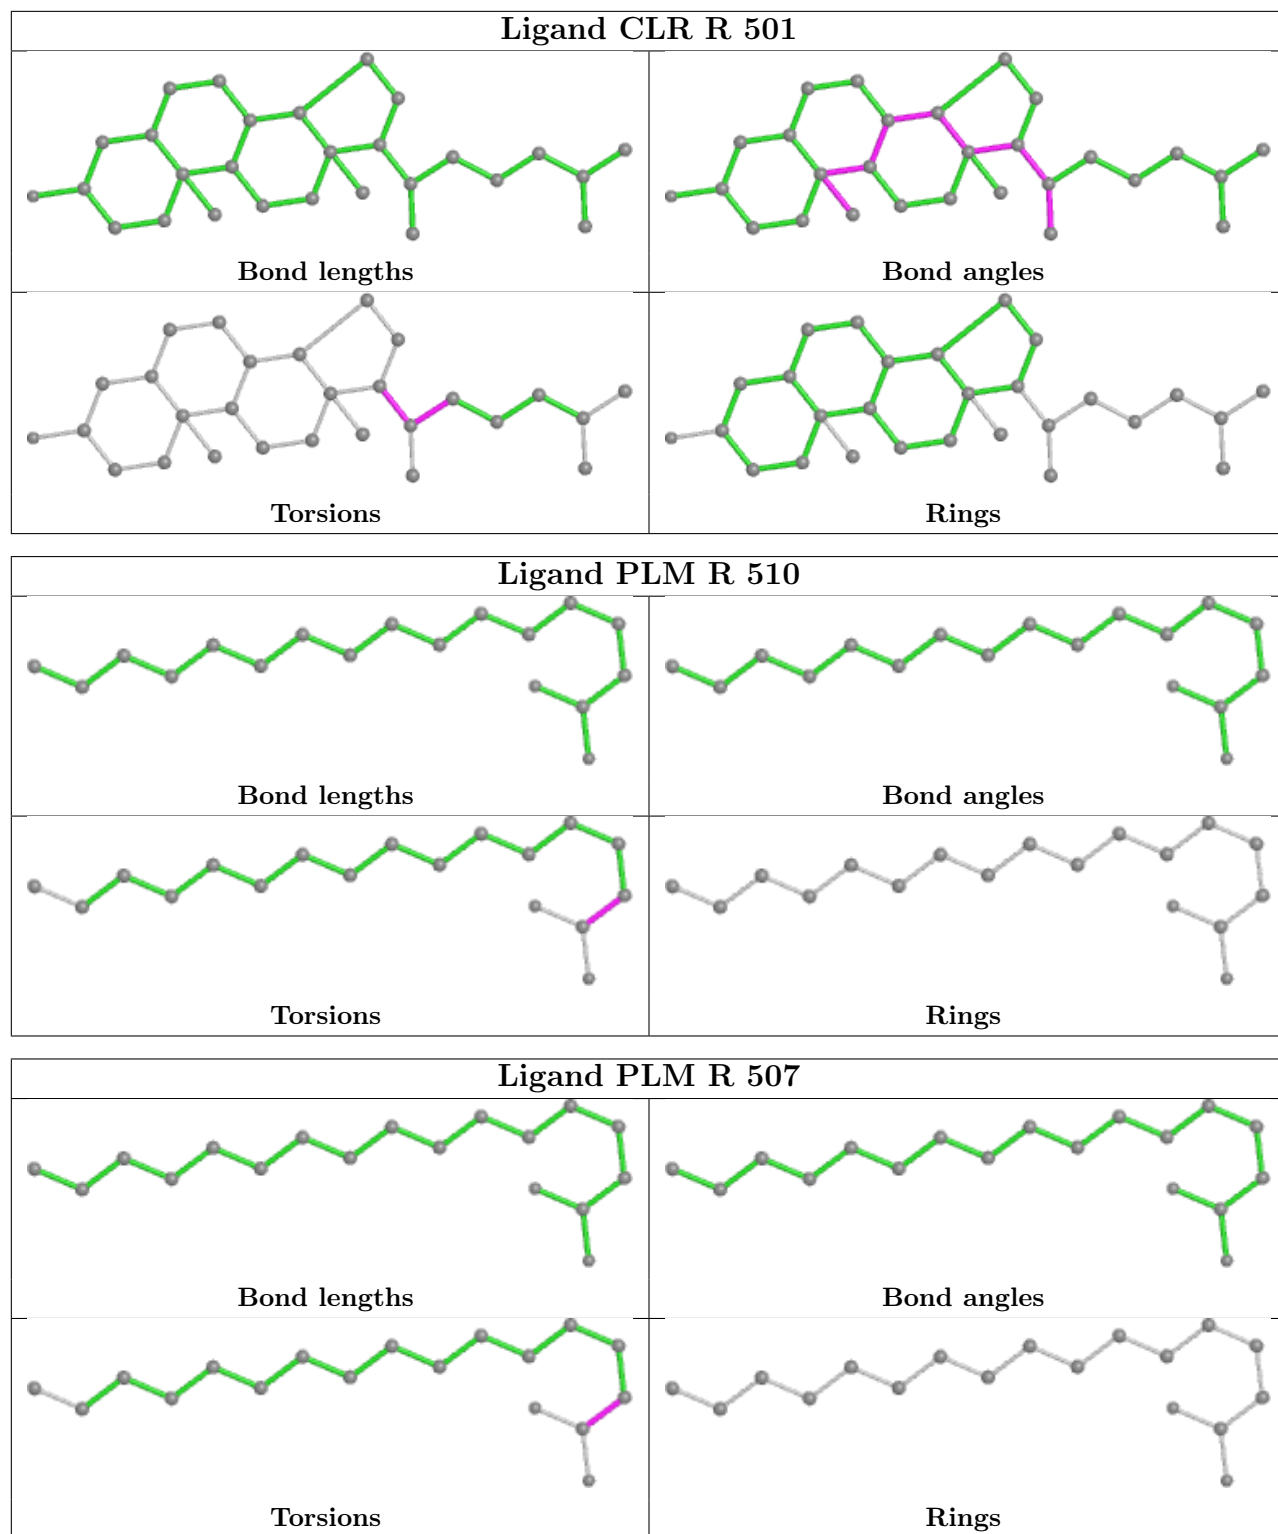 Ligand CLR R 501
Bond lengths
Bond angles
Torsions
Rings
Ligand PLM R 510
Bond lengths
Bond angles
Torsions
Rings
Ligand PLM R 507
Bond lengths
Bond angles
Torsions
Rings